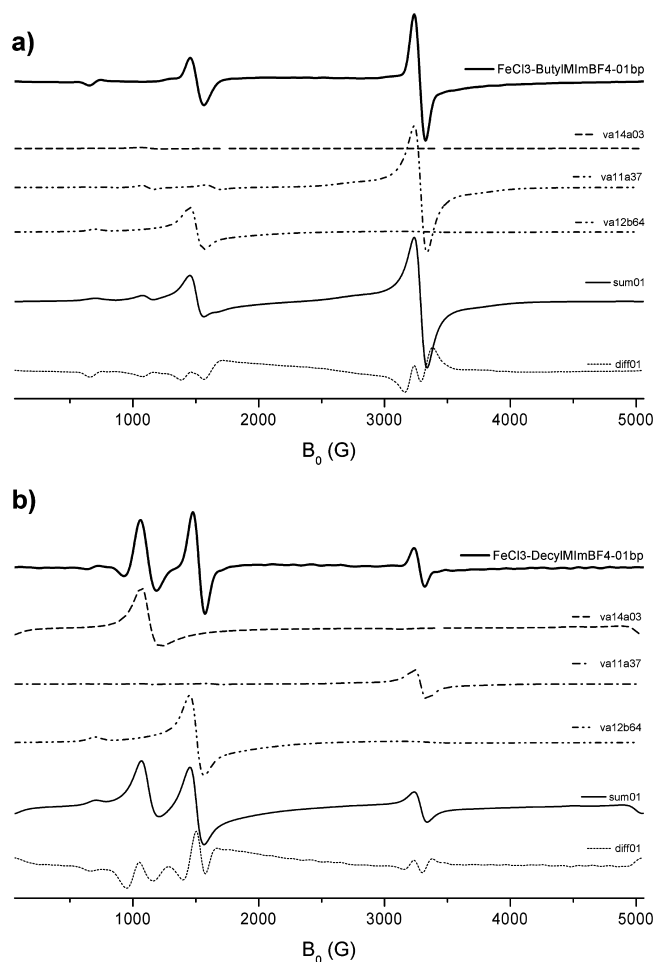 a)
FeCl3-ButylMImBF4-01bp
va14a03
va11a37
va12b64
sum01
diff01
1000 2000 3000 4000 5000
B0 (G)
b)
FeCl3-DecylMImBF4-01bp
va14a03
va11a37
va12b64
sum01
diff01
1000 2000 3000 4000 5000
B0 (G)